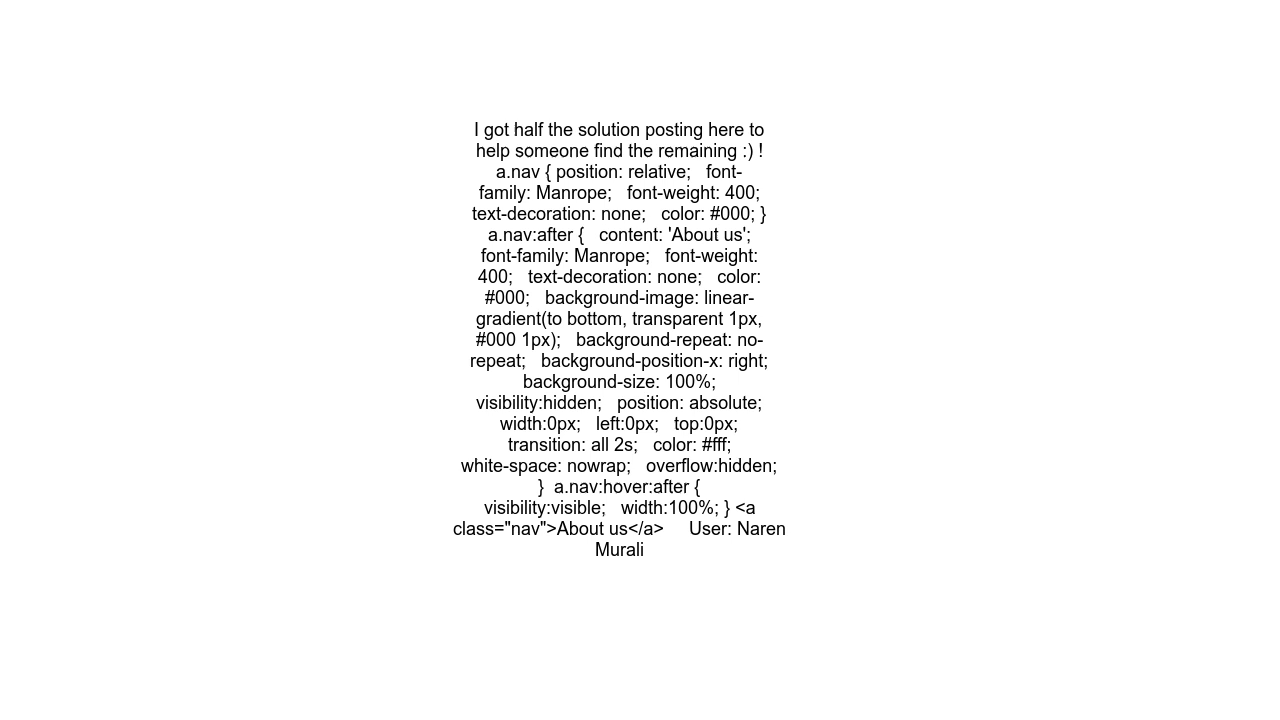 I got half the solution posting here to
help someone find the remaining :) !
a.nav { position: relative;   font-
family: Manrope;   font-weight: 400;
text-decoration: none;   color: #000; }
a.nav:after {   content: 'About us';
font-family: Manrope;   font-weight:
400;   text-decoration: none;   color:
#000;   background-image: linear-
gradient(to bottom, transparent 1px,
#000 1px);   background-repeat: no-
repeat;   background-position-x: right;
background-size: 100%;
visibility:hidden;   position: absolute;
width:0px;   left:0px;   top:0px;
transition: all 2s;   color: #fff;
white-space: nowrap;   overflow:hidden;
}  a.nav:hover:after {
visibility:visible;   width:100%; } <a
class="nav">About us</a>     User: Naren
Murali